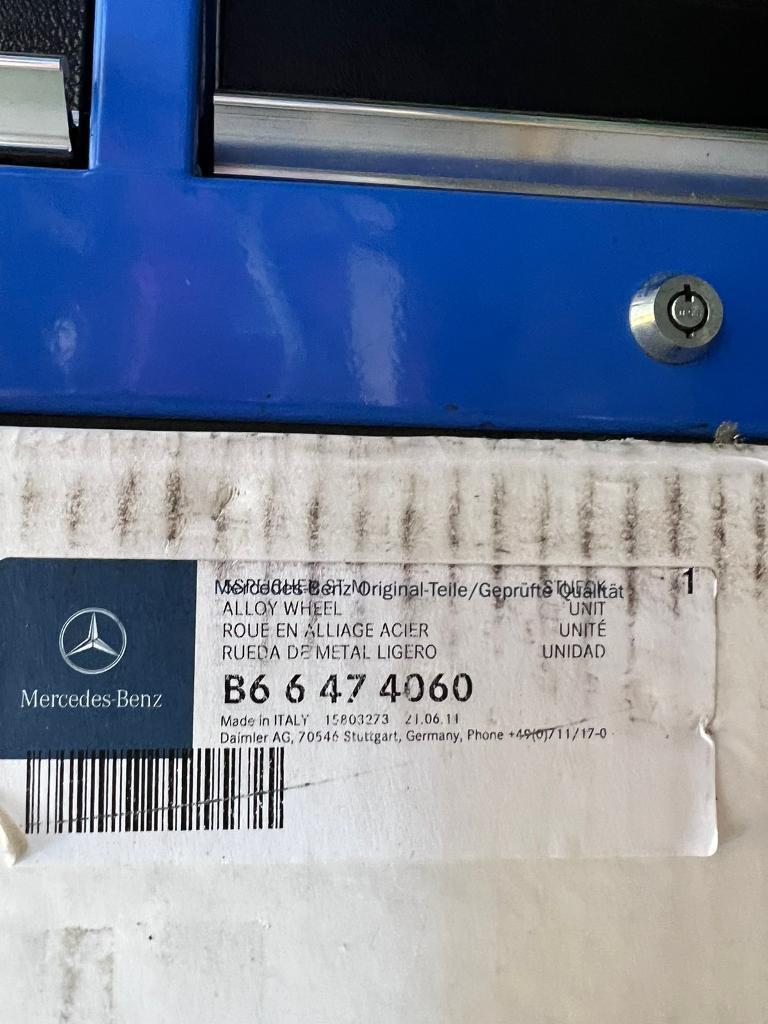 Mercedes-Benz Original-Teile/Geprüfte Qualität
1
ALLOY WHEEL UNIT
ROUE EN ALLIAGE ACIER UNITÉ
RUEDA DE METAL LIGERO UNIDAD
Mercedes-Benz
B6 6 47 4060
Made in ITALY 15803273 21.06.11
Daimler AG, 70546 Stuttgart, Germany, Phone +49(0)711/17-0